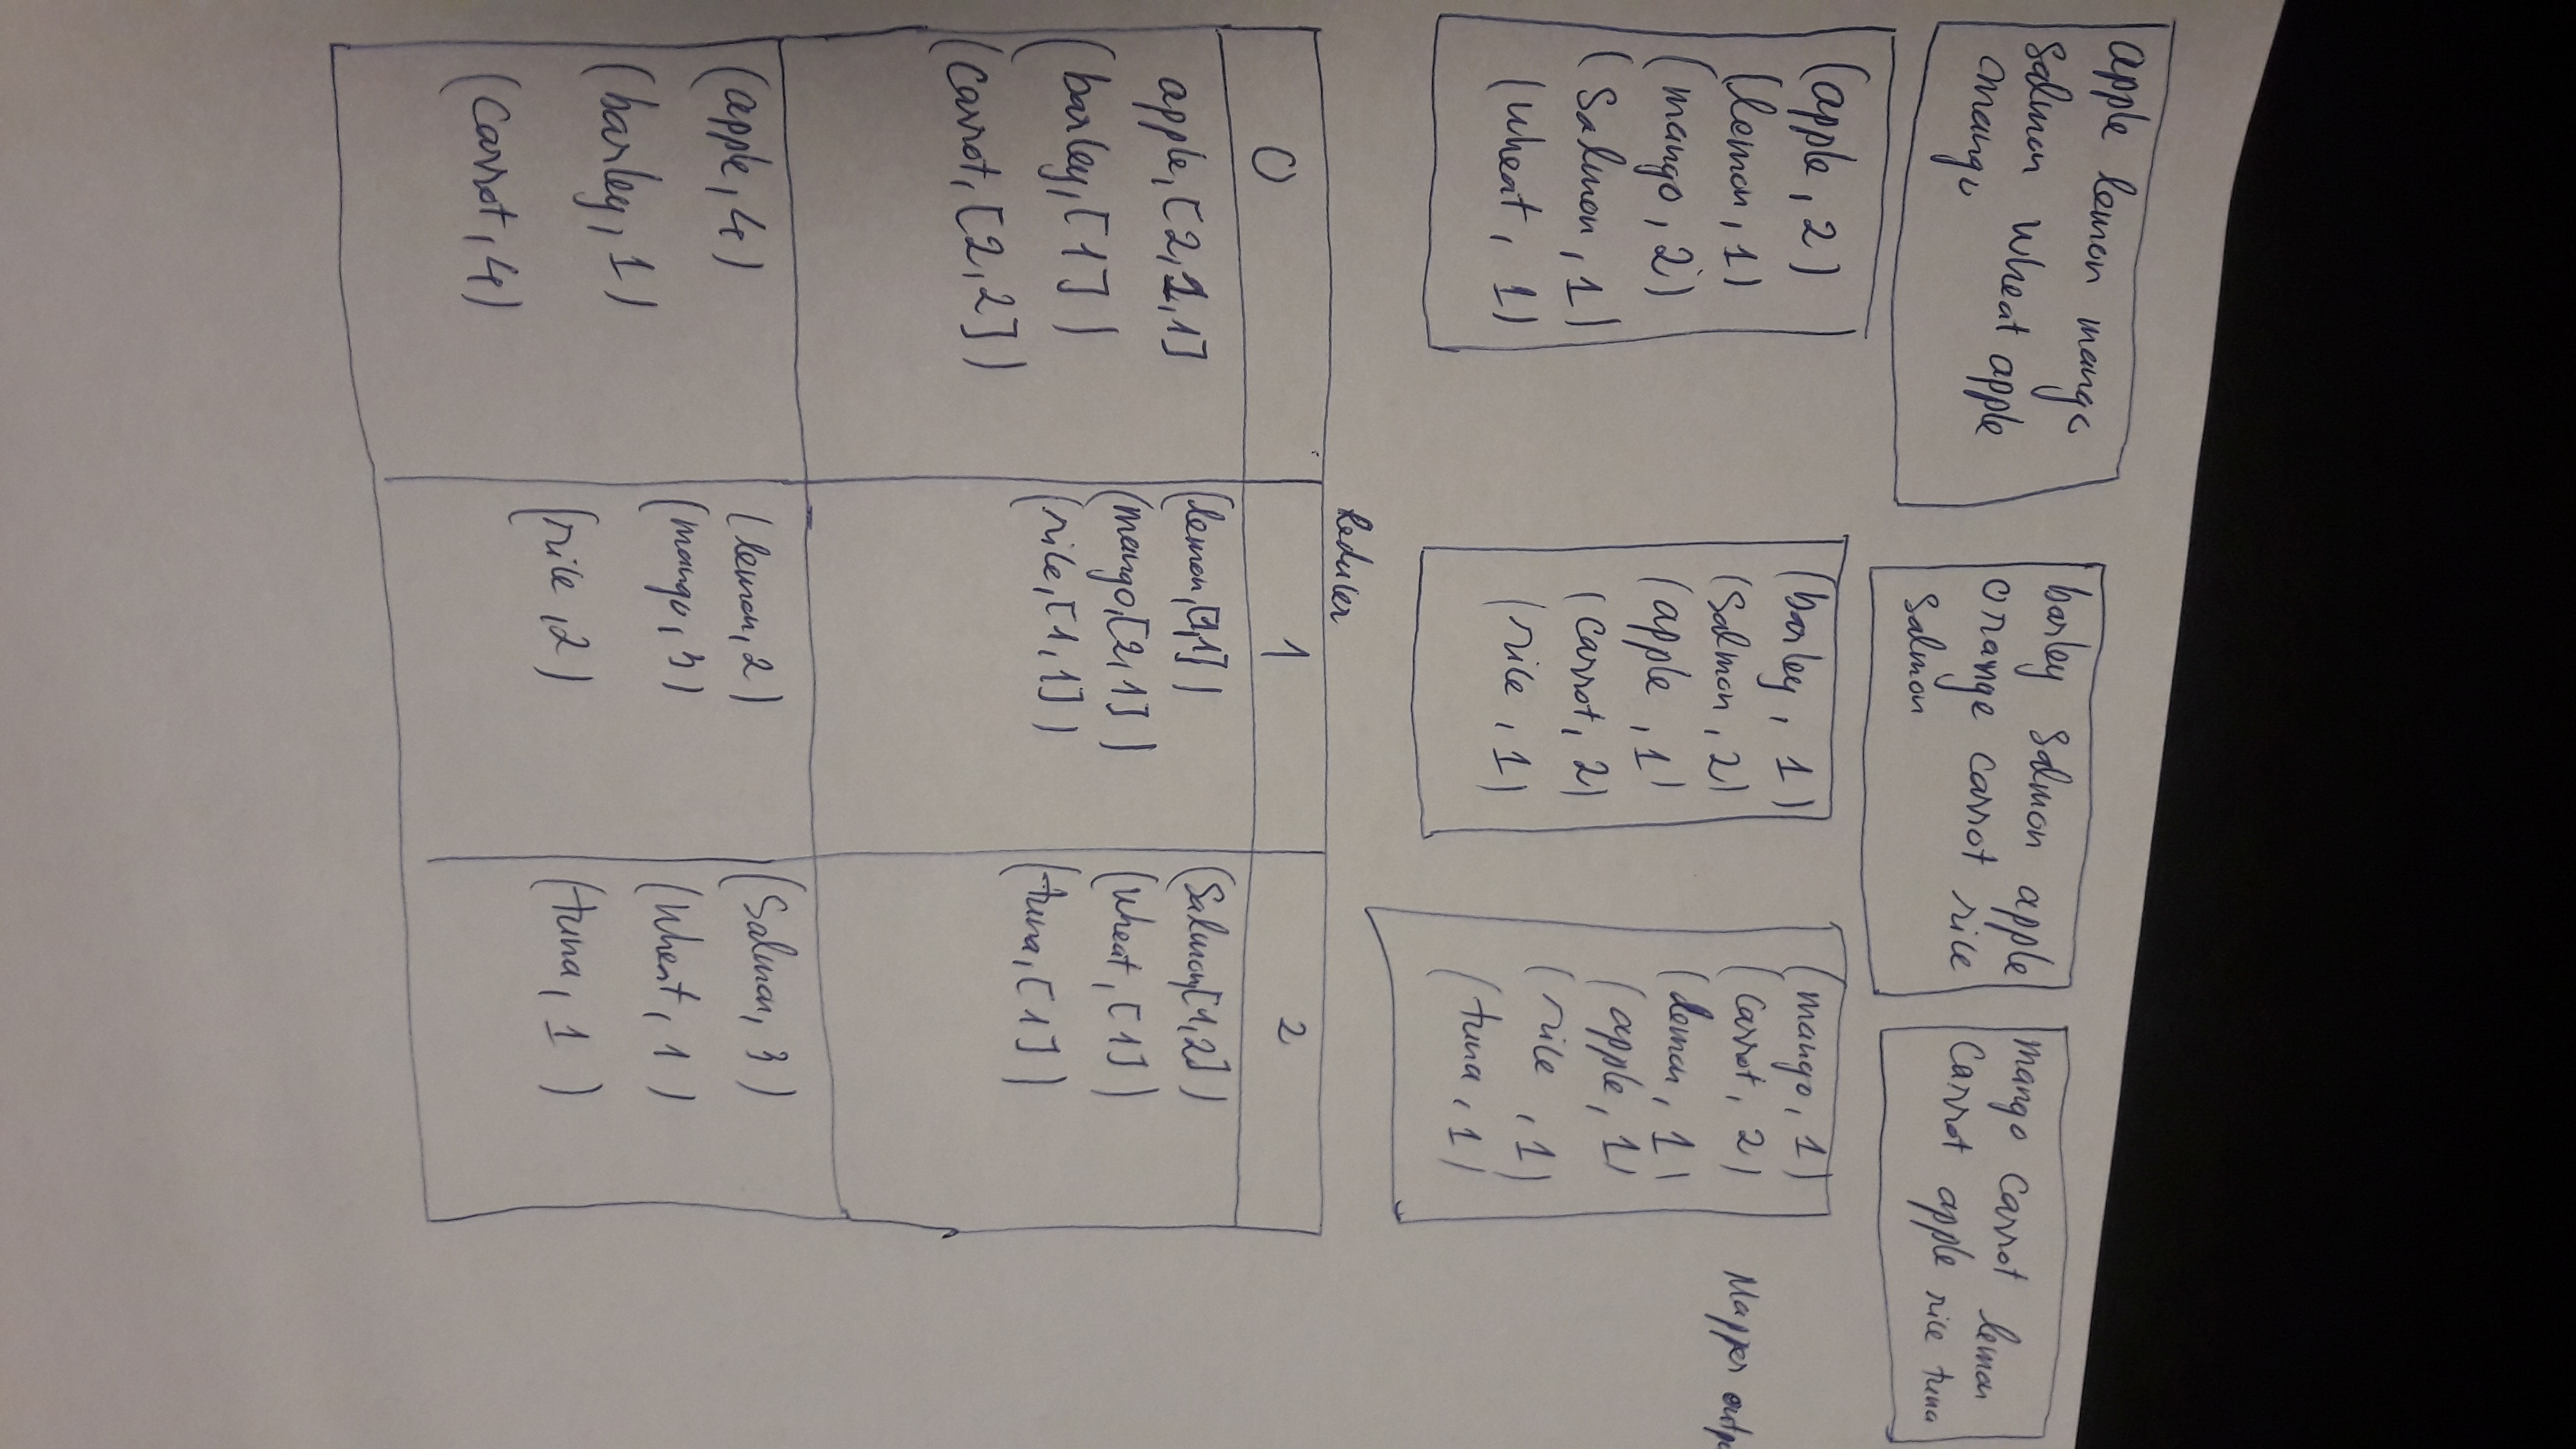 apple lemon mango
Salmon wheat apple
mango
barley Salmon apple
orange carrot rice
Salmon
mango carrot lemon
Carrot apple rice tuna
(apple, 2)
(lemon, 1)
(mango, 2)
(Salmon, 1)
(wheat, 1)
(barley, 1)
(Salmon, 2)
(apple, 1)
(carrot, 2)
(rice, 1)
(mango, 1)
(carrot, 2)
(lemon, 1)
(apple, 1)
(rice, 1)
(tuna, 1)
Mapper outpu
Reducer
0
1
2
apple, [2,1,1]
(barley, [1])
(carrot, [2,2])
(lemon, [1,1])
(mango, [2,1])
(rice, [1,1])
(Salmon, [1,2])
(wheat, [1])
(tuna, [1])
(apple, 4)
(barley, 1)
(carrot, 4)
(lemon, 2)
(mango, 3)
(rice, 2)
(Salmon, 3)
(wheat, 1)
(tuna, 1)